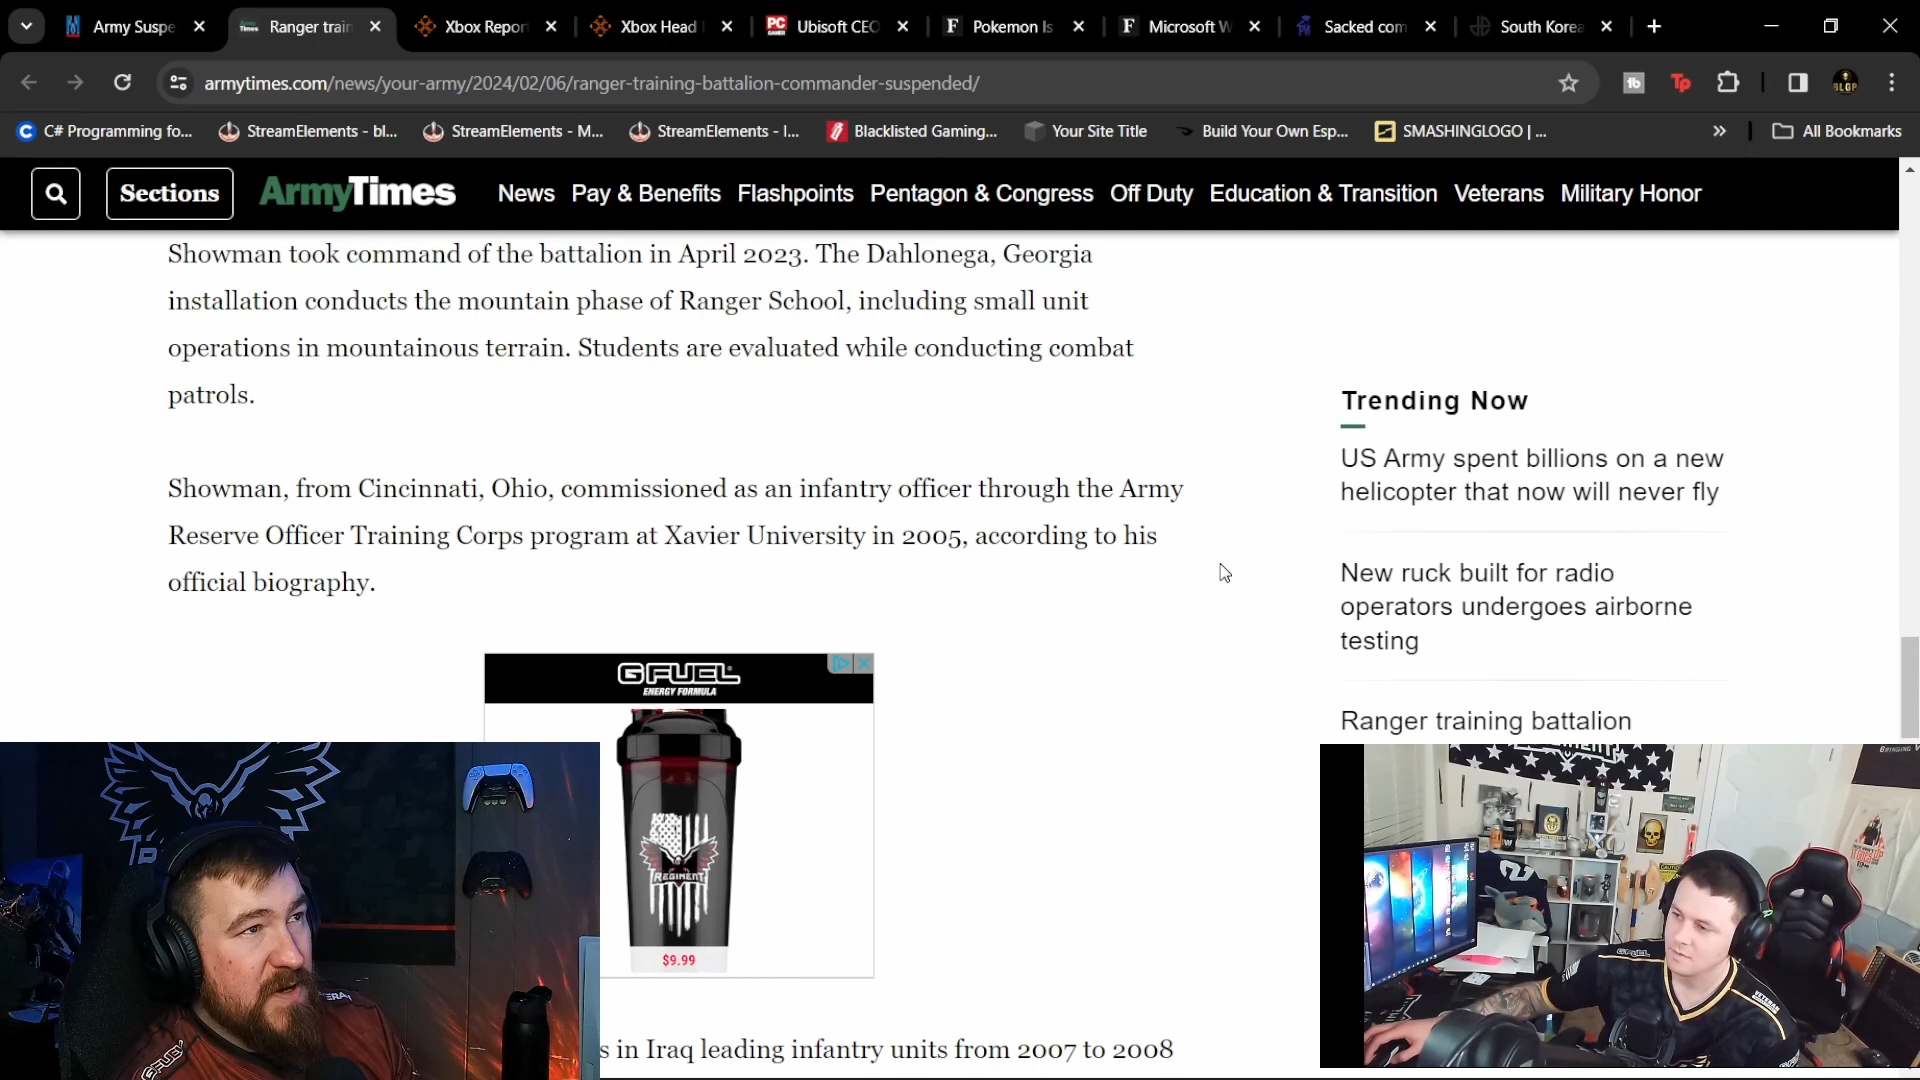 Army Suspe
Ranger train
Xbox Repor
Xbox Head
Ubisoft CEO
Pokemon Is
Microsoft W
Sacked com
South Korea
armytimes.com/news/your-army/2024/02/06/ranger-training-battalion-commander-suspended/
C# Programming fo...
StreamElements - bl...
StreamElements - M...
StreamElements - I...
Blacklisted Gaming...
Your Site Title
Build Your Own Esp...
SMASHINGLOGO | ...
All Bookmarks
Sections
ArmyTimes
News
Pay & Benefits
Flashpoints
Pentagon & Congress
Off Duty
Education & Transition
Veterans
Military Honor
Showman took command of the battalion in April 2023. The Dahlonega, Georgia
installation conducts the mountain phase of Ranger School, including small unit
operations in mountainous terrain. Students are evaluated while conducting combat
patrols.
Showman, from Cincinnati, Ohio, commissioned as an infantry officer through the Army
Reserve Officer Training Corps program at Xavier University in 2005, according to his
official biography.
Trending Now
US Army spent billions on a new
helicopter that now will never fly
New ruck built for radio
operators undergoes airborne
testing
Ranger training battalion
GFUEL
ENERGY FORMULA
REGIMENT
$9.99
s in Iraq leading infantry units from 2007 to 2008
GFUEL
GFUEL